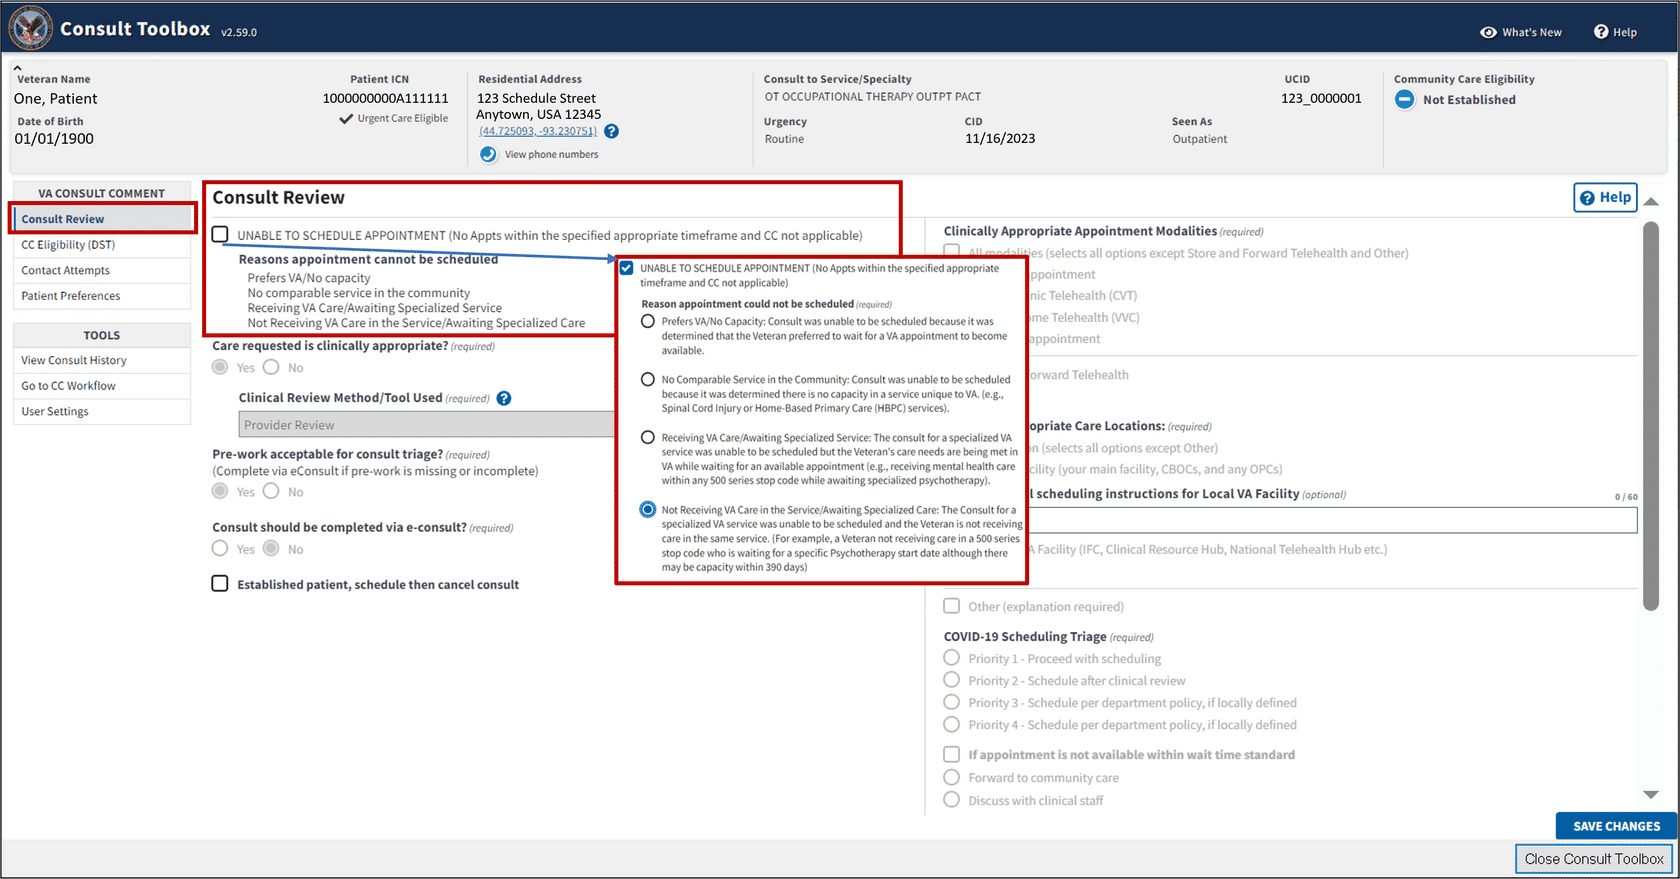 Consult Toolbox v2.59.0
What's New
Help
Veteran Name
One, Patient
Date of Birth
01/01/1900
Patient ICN
1000000000A111111
Urgent Care Eligible
Residential Address
123 Schedule Street
Anytown, USA 12345
(44.725093, -93.230751)
View phone numbers
Consult to Service/Specialty
OT OCCUPATIONAL THERAPY OUTPT PACT
Urgency
Routine
CID
11/16/2023
UCID
123_0000001
Seen As
Outpatient
Community Care Eligibility
Not Established
VA CONSULT COMMENT
Consult Review
CC Eligibility (DST)
Contact Attempts
Patient Preferences
TOOLS
View Consult History
Go to CC Workflow
User Settings
Consult Review
UNABLE TO SCHEDULE APPOINTMENT (No Appts within the specified appropriate timeframe and CC not applicable)
Reasons appointment cannot be scheduled
Prefers VA/No capacity
No comparable service in the community
Receiving VA Care/Awaiting Specialized Service
Not Receiving VA Care in the Service/Awaiting Specialized Care
Care requested is clinically appropriate? (required)
Yes No
Clinical Review Method/Tool Used (required)
Provider Review
Pre-work acceptable for consult triage? (required)
(Complete via eConsult if pre-work is missing or incomplete)
Yes No
Consult should be completed via e-consult? (required)
Yes No
Established patient, schedule then cancel consult
UNABLE TO SCHEDULE APPOINTMENT (No Appts within the specified appropriate
timeframe and CC not applicable)
Reason appointment could not be scheduled (required)
Prefers VA/No Capacity: Consult was unable to be scheduled because it was
determined that the Veteran preferred to wait for a VA appointment to become
available.
No Comparable Service in the Community: Consult was unable to be scheduled
because it was determined there is no capacity in a service unique to VA. (e.g.,
Spinal Cord Injury or Home-Based Primary Care (HBPC) services).
Receiving VA Care/Awaiting Specialized Service: The consult for a specialized VA
service was unable to be scheduled but the Veteran's care needs are being met in
VA while waiting for an available appointment (e.g., receiving mental health care
within any 500 series stop code while awaiting specialized psychotherapy).
Not Receiving VA Care in the Service/Awaiting Specialized Care: The Consult for a
specialized VA service was unable to be scheduled and the Veteran is not receiving
care in the same service. (For example, a Veteran not receiving care in a 500 series
stop code who is waiting for a specific Psychotherapy start date although there
may be capacity within 390 days)
Help
Clinically Appropriate Appointment Modalities (required)
All modalities (selects all options except Store and Forward Telehealth and Other)
ppointment
nic Telehealth (CVT)
me Telehealth (VVC)
appointment
orward Telehealth
opriate Care Locations: (required)
n (selects all options except Other)
cility (your main facility, CBOCs, and any OPCs)
l scheduling instructions for Local VA Facility (optional)
0 / 60
A Facility (IFC, Clinical Resource Hub, National Telehealth Hub etc.)
Other (explanation required)
COVID-19 Scheduling Triage (required)
Priority 1 - Proceed with scheduling
Priority 2 - Schedule after clinical review
Priority 3 - Schedule per department policy, if locally defined
Priority 4 - Schedule per department policy, if locally defined
If appointment is not available within wait time standard
Forward to community care
Discuss with clinical staff
SAVE CHANGES
Close Consult Toolbox